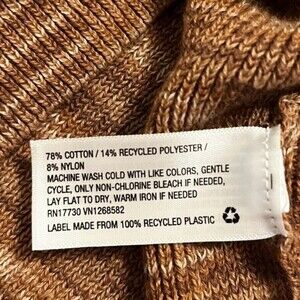 78% COTTON / 14% RECYCLED POLYESTER /
8% NYLON
MACHINE WASH COLD WITH LIKE COLORS, GENTLE
CYCLE, ONLY NON-CHLORINE BLEACH IF NEEDED,
LAY FLAT TO DRY, WARM IRON IF NEEDED
RN17730 VN1268582
LABEL MADE FROM 100% RECYCLED PLASTIC